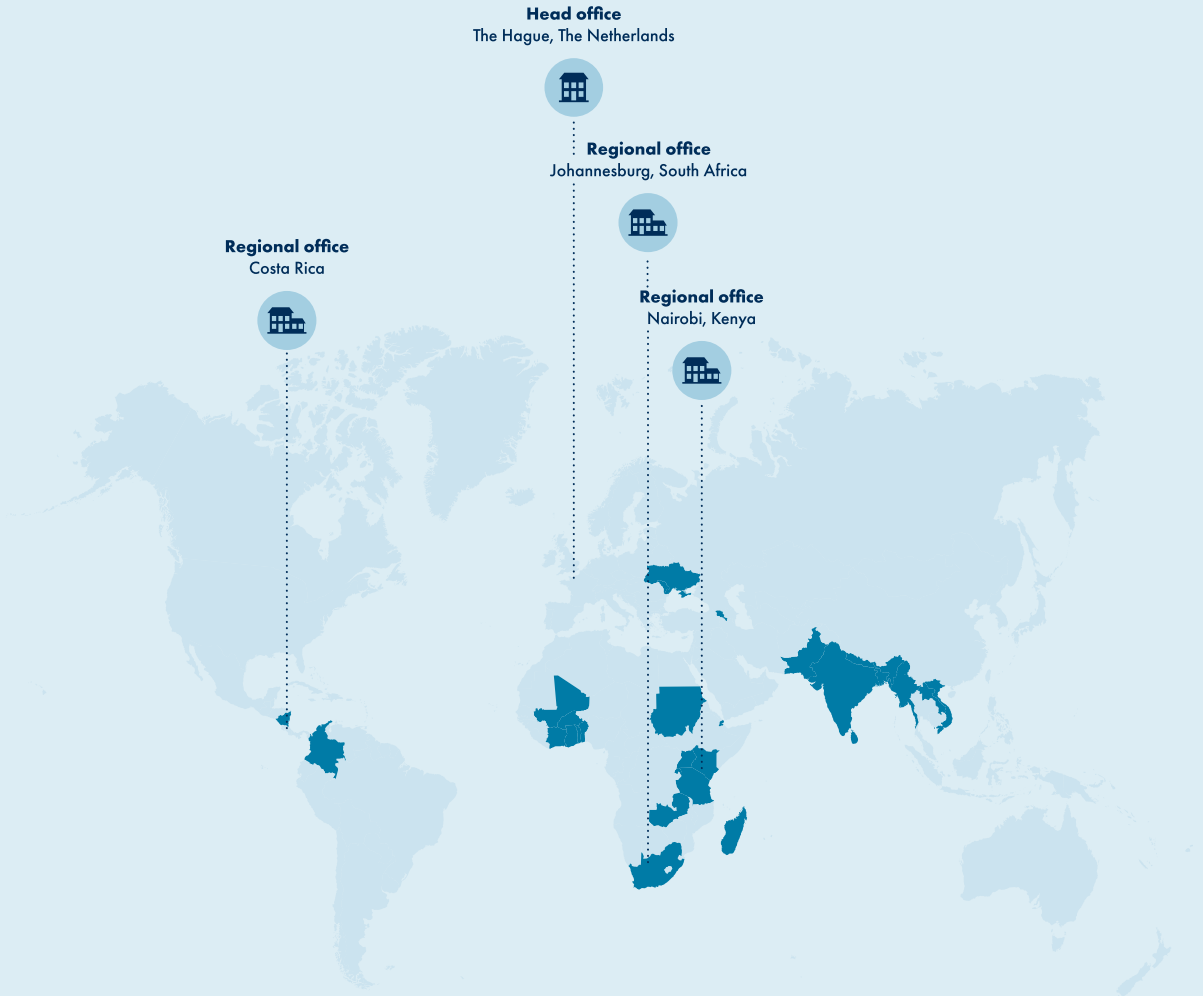 Head office
The Hague, The Netherlands
Regional office
Johannesburg, South Africa
Regional office
Costa Rica
Regional office
Nairobi, Kenya